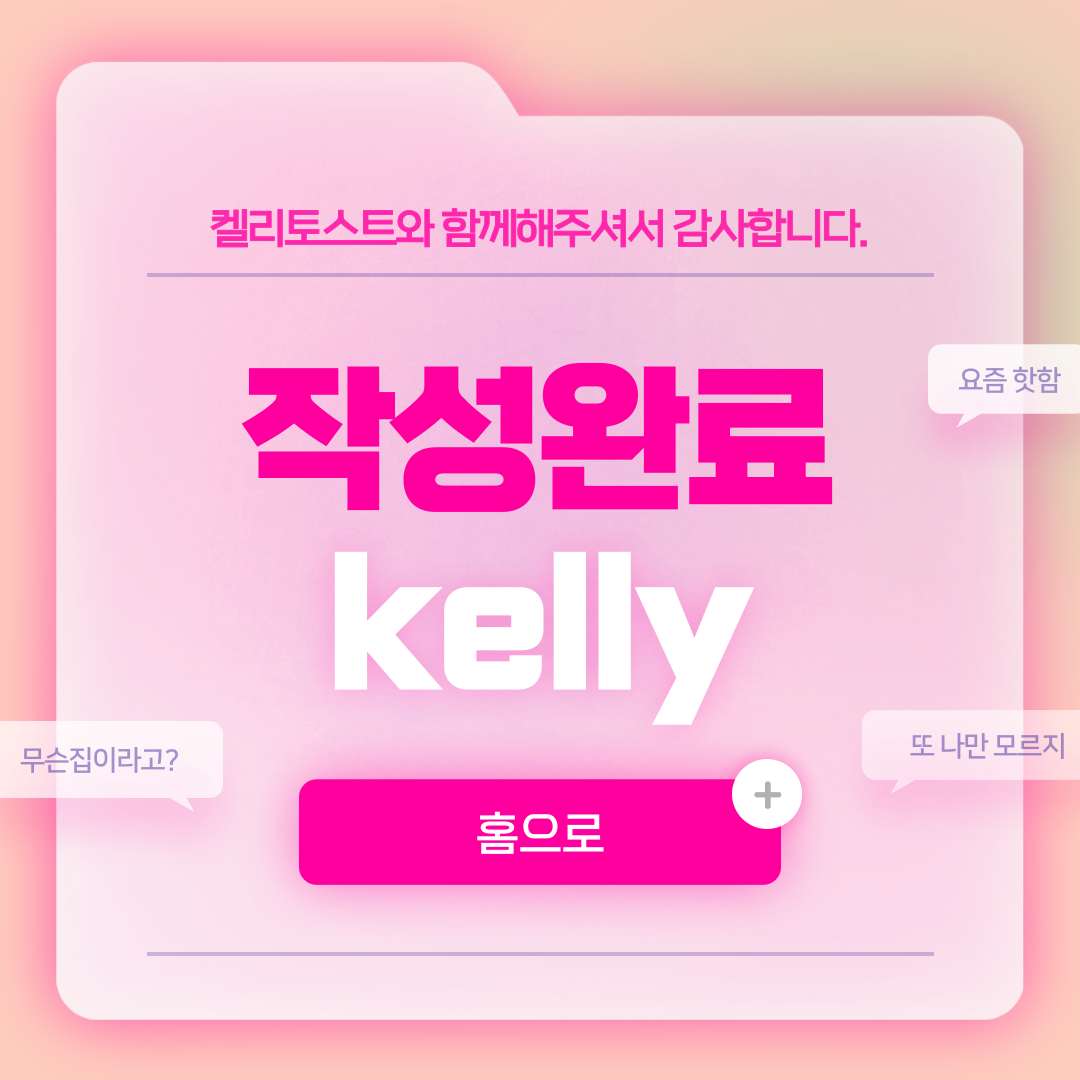 켈리토스트와 함께해주셔서 감사합니다.
작성완료
요즘 핫함
kelly
무슨집이라고?
또 나만 모르지
홈으로
+